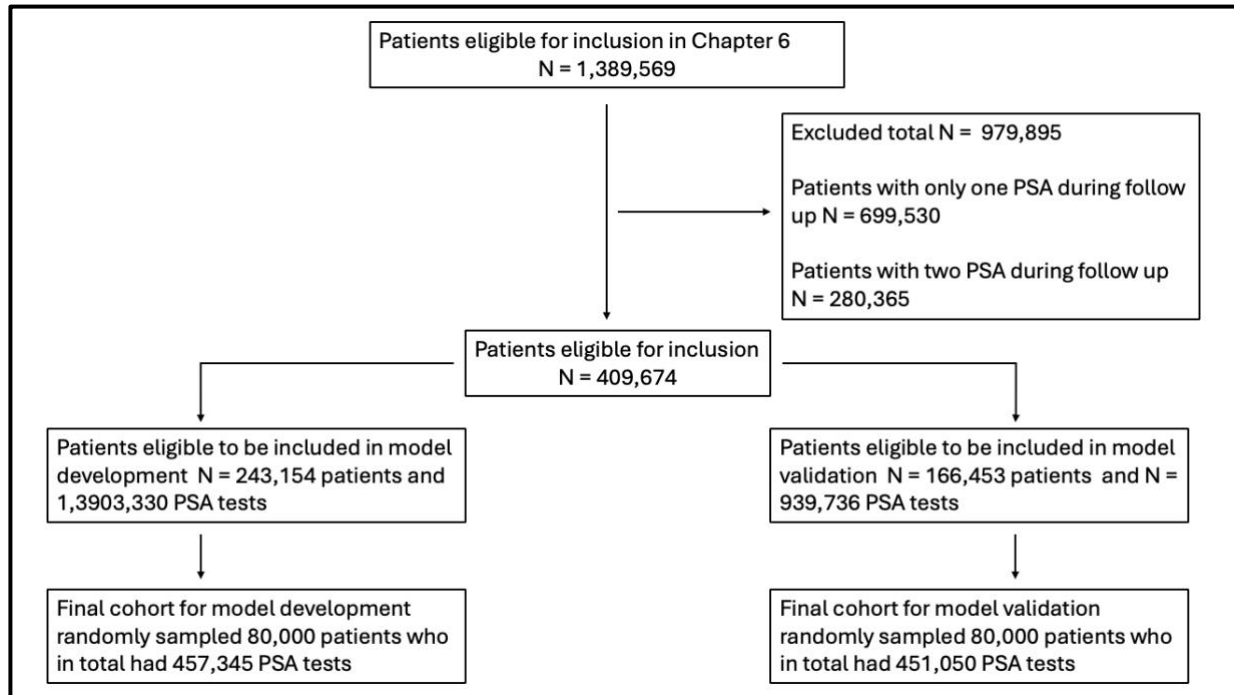 Patients eligible for inclusion in Chapter 6
N = 1,389,569
Excluded total N = 979,895
Patients with only one PSA during follow
up N = 699,530
Patients with two PSA during follow up
N = 280,365
Patients eligible for inclusion
N = 409,674
Patients eligible to be included in model
development N = 243,154 patients and
1,3903,330 PSA tests
Patients eligible to be included in model
validation N = 166,453 patients and N =
939,736 PSA tests
Final cohort for model development
randomly sampled 80,000 patients who
in total had 457,345 PSA tests
Final cohort for model validation
randomly sampled 80,000 patients who
in total had 451,050 PSA tests